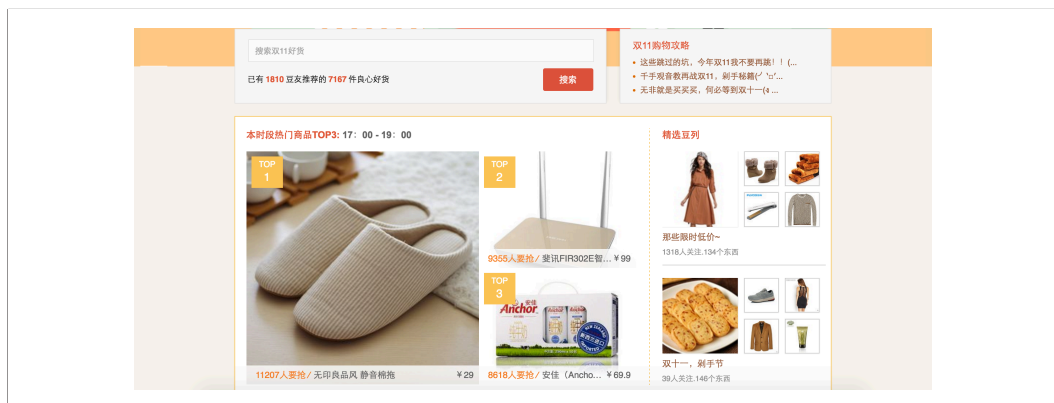 搜索双11好货
已有 1810 豆友推荐的 7167 件良心好货
搜索
双11购物攻略
这些跳过的坑，今年双11我不要再跳！！(...
千手观音教再战双11，剁手秘籍(╯'□'...
无非就是买买买，何必等到双十一(ง ...
本时段热门商品TOP3: 17：00 - 19：00
TOP
1
11207人要抢/ 无印良品风 静音棉拖 ￥29
TOP
2
9355人要抢/ 斐讯FIR302E智... ￥99
TOP
3
安佳
Anchor
NEW ZEALAND
IMPORTED
8618人要抢/ 安佳（Ancho... ￥69.9
精选豆列
那些限时低价~
1318人关注.134个东西
双十一，剁手节
39人关注.146个东西